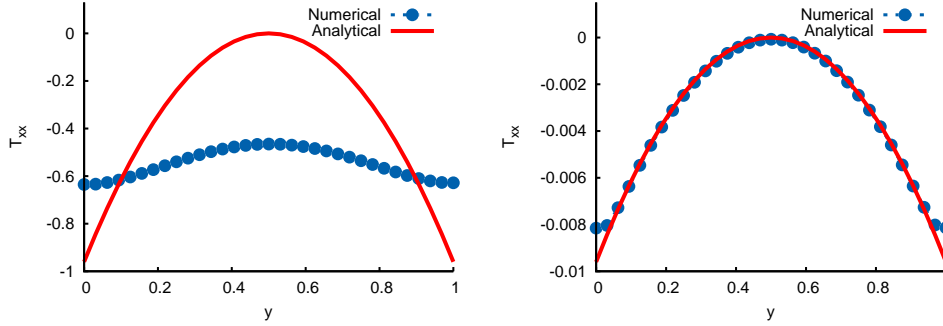 Numerical
Analytical
0
-0.2
-0.4
-0.6
-0.8
-1
T_xx
0 0.2 0.4 0.6 0.8 1
y
Numerical
Analytical
0
-0.002
-0.004
-0.006
-0.008
-0.01
T_xx
0 0.2 0.4 0.6 0.8
y